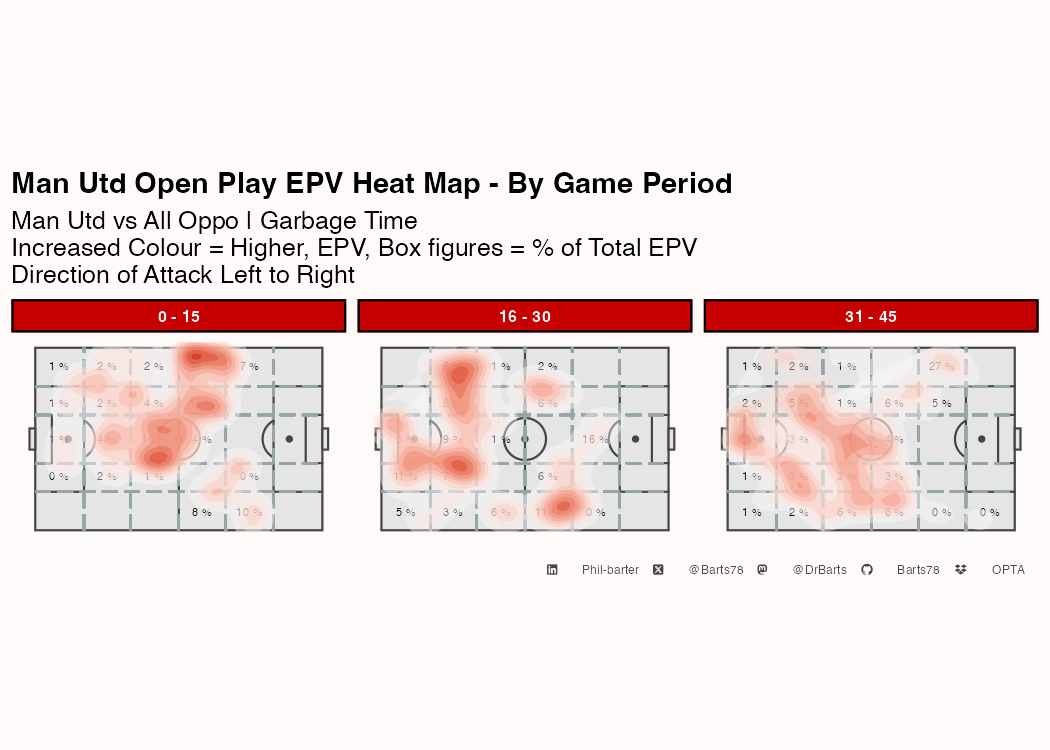 Man Utd Open Play EPV Heat Map - By Game Period
Man Utd vs All Oppo | Garbage Time
Increased Colour = Higher, EPV, Box figures = % of Total EPV
Direction of Attack Left to Right
0 - 15
16 - 30
31 - 45
1 % 2 % 2 % 7 %
1 % 2 % 4 %
1 % 4 %
0 % 2 % 1 % 0 %
8 % 10 %
1 % 2 %
6 %
9 % 1 % 16 %
11 % 6 %
5 % 3 % 6 % 11 0 %
1 % 2 % 1 % 27 %
2 % 5 % 1 % 6 % 5 %
3 % 4 %
1 % 3 % 3 %
1 % 2 % 6 % 6 % 0 % 0 %
Phil-barter @Barts78 @DrBarts Barts78 OPTA